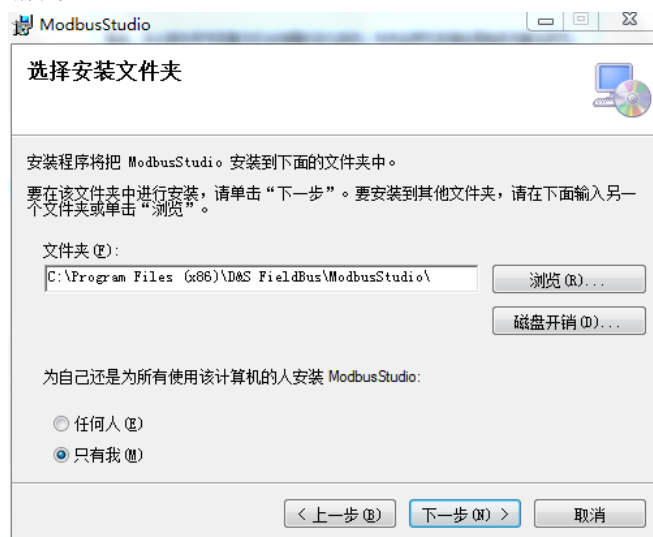 ModbusStudio
选择安装文件夹
安装程序将把 ModbusStudio 安装到下面的文件夹中。
要在该文件夹中进行安装，请单击“下一步”。要安装到其他文件夹，请在下面输入另一
个文件夹或单击“浏览”。
文件夹(F):
C:\Program Files (x86)\D&S FieldBus\ModbusStudio\
浏览(R)...
磁盘开销(D)...
为自己还是为所有使用该计算机的人安装 ModbusStudio:
任何人(E)
只有我(M)
< 上一步(B)
下一步(N) >
取消